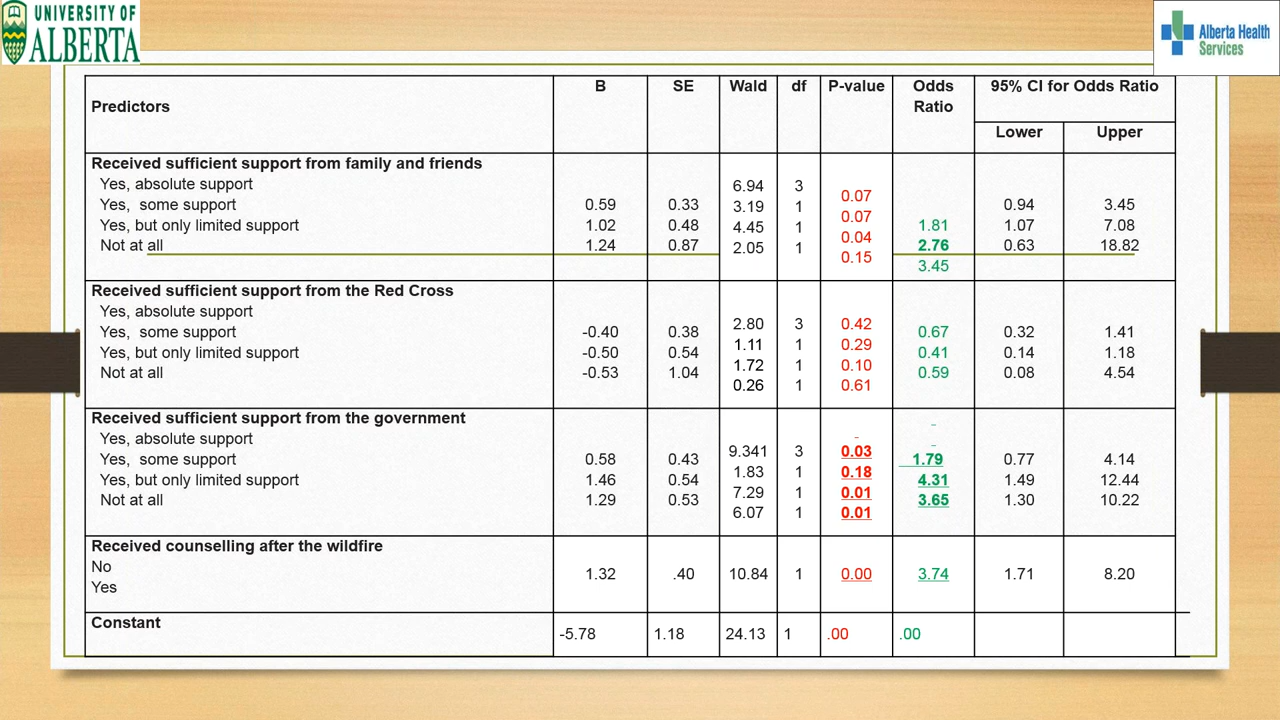 UNIVERSITY OF
ALBERTA
Alberta Health
Services
Predictors B SE Wald df P-value Odds Ratio 95% CI for Odds Ratio
Lower Upper
Received sufficient support from family and friends
Yes, absolute support 6.94 3 0.07
Yes, some support 0.59 0.33 3.19 1 0.07 1.81 0.94 3.45
Yes, but only limited support 1.02 0.48 4.45 1 0.04 2.76 1.07 7.08
Not at all 1.24 0.87 2.05 1 0.15 3.45 0.63 18.82
Received sufficient support from the Red Cross
Yes, absolute support 2.80 3 0.42
Yes, some support -0.40 0.38 1.11 1 0.29 0.67 0.32 1.41
Yes, but only limited support -0.50 0.54 1.72 1 0.10 0.41 0.14 1.18
Not at all -0.53 1.04 0.26 1 0.61 0.59 0.08 4.54
Received sufficient support from the government
Yes, absolute support 9.341 3 0.03
Yes, some support 0.58 0.43 1.83 1 0.18 1.79 0.77 4.14
Yes, but only limited support 1.46 0.54 7.29 1 0.01 4.31 1.49 12.44
Not at all 1.29 0.53 6.07 1 0.01 3.65 1.30 10.22
Received counselling after the wildfire
No
1.32 .40 10.84 1 0.00 3.74 1.71 8.20
Yes
Constant
-5.78 1.18 24.13 1 .00 .00